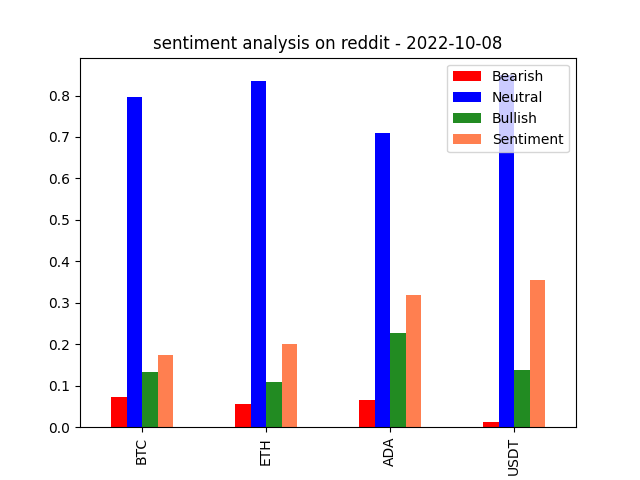 sentiment analysis on reddit - 2022-10-08
Bearish
Neutral
Bullish
Sentiment
0.8
0.7
0.6
0.5
0.4
0.3
0.2
0.1
0.0
BTC
ETH
ADA
USDT